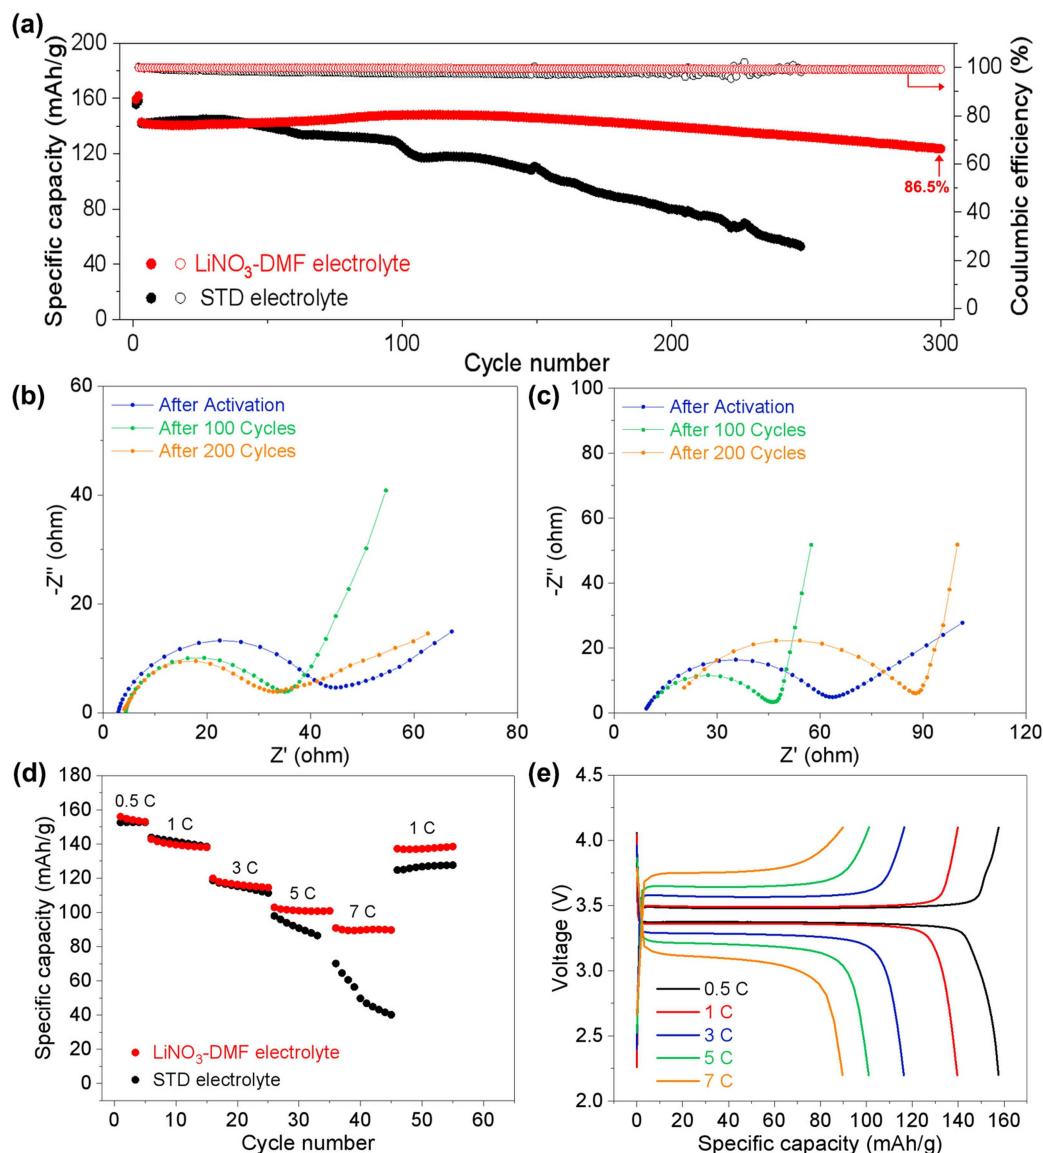 (a)
Specific capacity (mAh/g)
200
160
120
80
40
0
100
80
60
40
20
0
Coulumbic efficiency (%)
86.5%
LiNO3-DMF electrolyte
STD electrolyte
0 100 200 300
Cycle number
(b)
-Z'' (ohm)
60
40
20
0
After Activation
After 100 Cycles
After 200 Cylces
0 20 40 60 80
Z' (ohm)
(c)
-Z'' (ohm)
100
80
60
40
20
0
After Activation
After 100 Cycles
After 200 Cycles
0 30 60 90 120
Z' (ohm)
(d)
Specific capacity (mAh/g)
180
160
140
120
100
80
60
40
20
0
0.5 C
1 C
3 C
5 C
7 C
1 C
LiNO3-DMF electrolyte
STD electrolyte
0 10 20 30 40 50 60
Cycle number
(e)
Voltage (V)
4.5
4.0
3.5
3.0
2.5
2.0
0.5 C
1 C
3 C
5 C
7 C
0 20 40 60 80 100 120 140 160
Specific capacity (mAh/g)